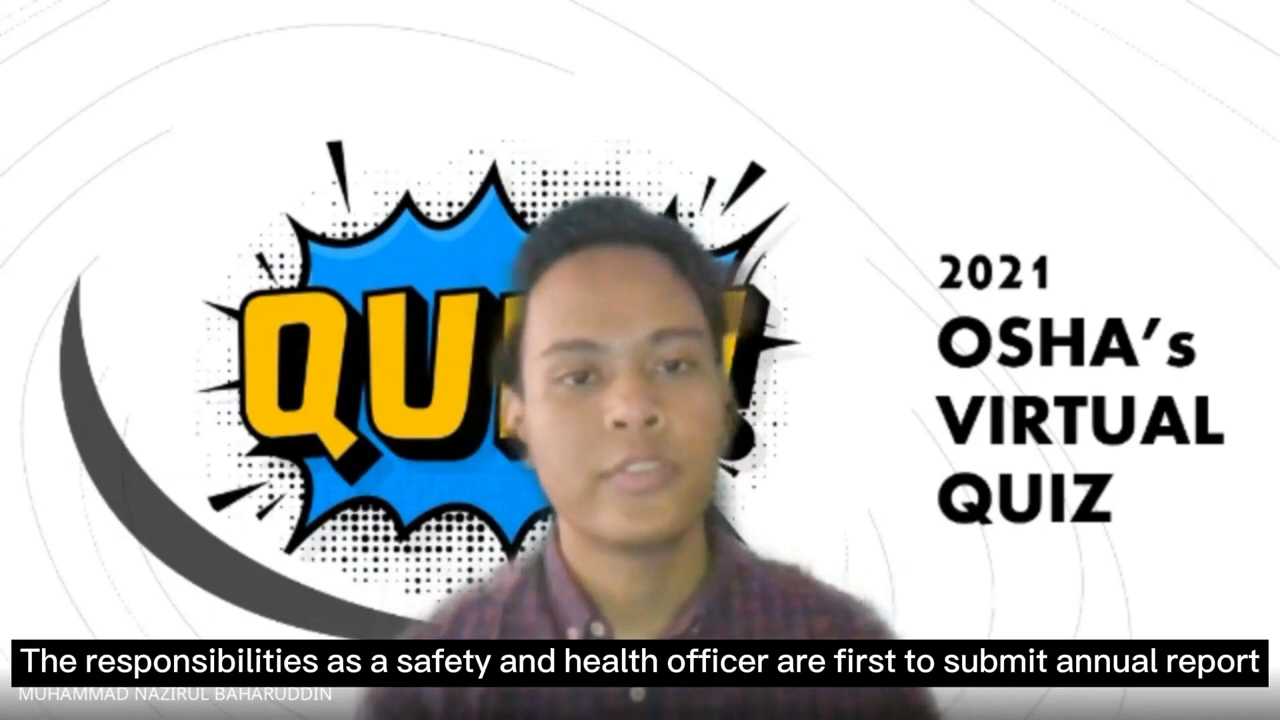 QU
2021
OSHA's
VIRTUAL
QUIZ
The responsibilities as a safety and health officer are first to submit annual report
MUHAMMAD NAZIRUL BAHARUDDIN